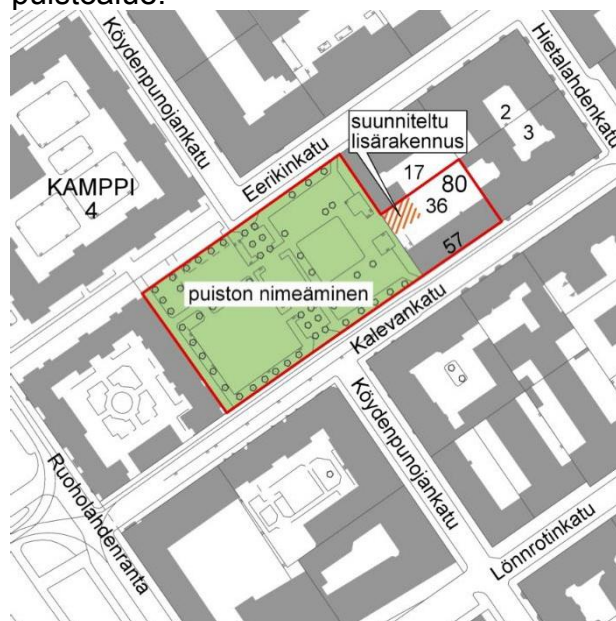 puistoalue.
Köydenpunojankatu
Hietalahdenkatu
suunniteltu
lisärakennus
Eerikinkatu
2
3
17
KAMPPI
4
80
36
57
puiston nimeäminen
Kalevankatu
Köydenpunojankatu
Ruoholahdenranta
Lönnrotinkatu